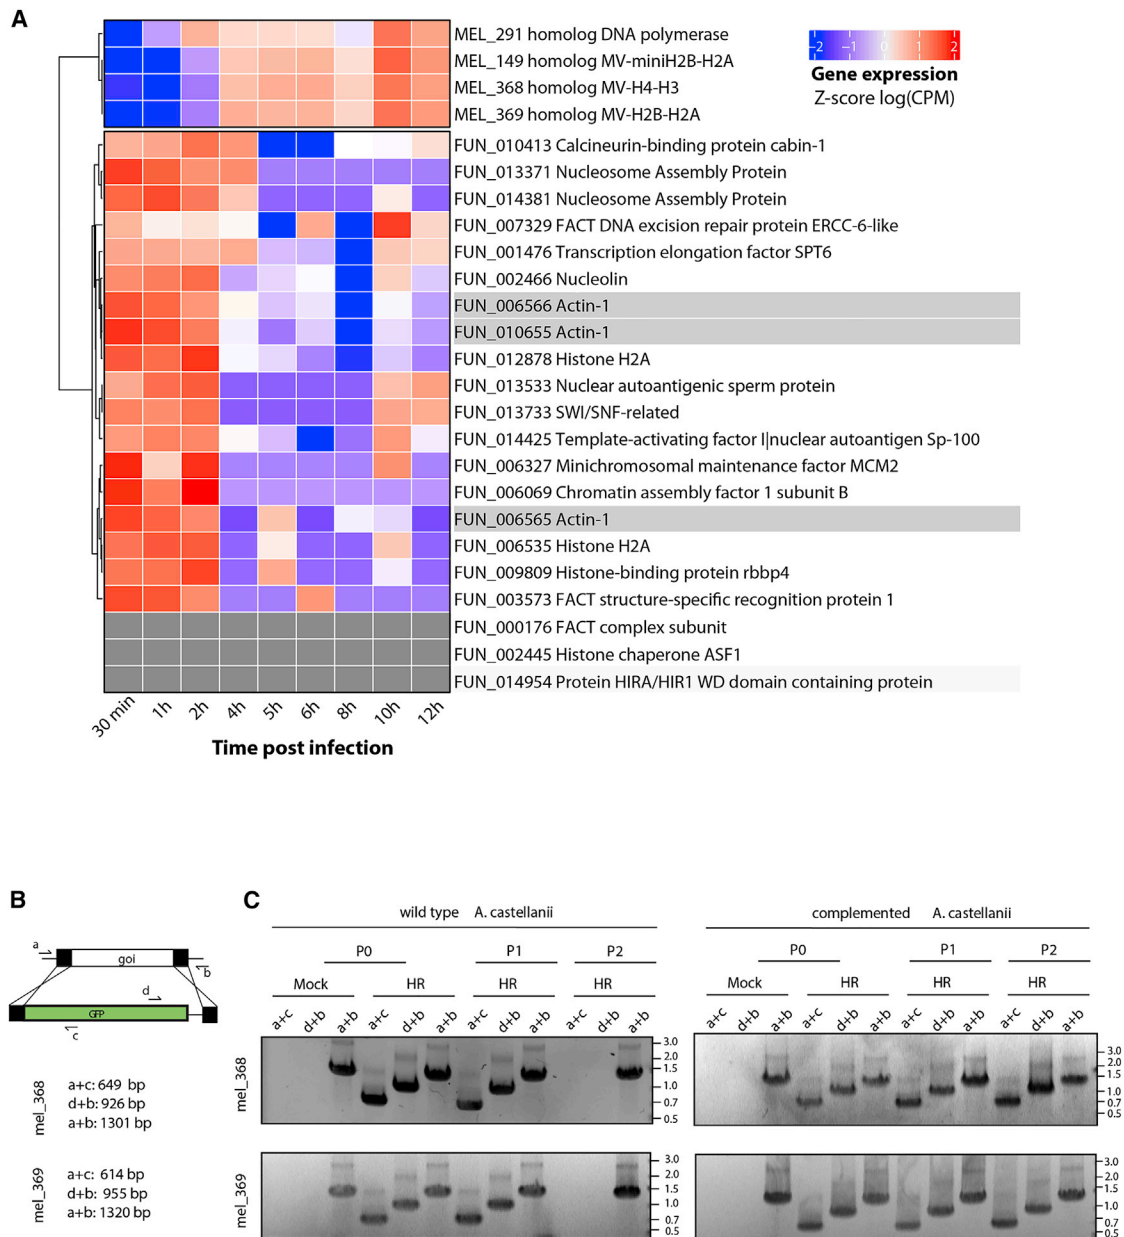 A
MEL_291 homolog DNA polymerase
MEL_149 homolog MV-miniH2B-H2A
MEL_368 homolog MV-H4-H3
MEL_369 homolog MV-H2B-H2A
-2 -1 0 1 2
Gene expression
Z-score log(CPM)
FUN_010413 Calcineurin-binding protein cabin-1
FUN_013371 Nucleosome Assembly Protein
FUN_014381 Nucleosome Assembly Protein
FUN_007329 FACT DNA excision repair protein ERCC-6-like
FUN_001476 Transcription elongation factor SPT6
FUN_002466 Nucleolin
FUN_006566 Actin-1
FUN_010655 Actin-1
FUN_012878 Histone H2A
FUN_013533 Nuclear autoantigenic sperm protein
FUN_013733 SWI/SNF-related
FUN_014425 Template-activating factor I|nuclear autoantigen Sp-100
FUN_006327 Minichromosomal maintenance factor MCM2
FUN_006069 Chromatin assembly factor 1 subunit B
FUN_006565 Actin-1
FUN_006535 Histone H2A
FUN_009809 Histone-binding protein rbbp4
FUN_003573 FACT structure-specific recognition protein 1
FUN_000176 FACT complex subunit
FUN_002445 Histone chaperone ASF1
FUN_014954 Protein HIRA/HIR1 WD domain containing protein
30 min 1h 2h 4h 5h 6h 8h 10h 12h
Time post infection
B
a
goi
b
d
GFP
c
mel_368
a+c: 649 bp
d+b: 926 bp
a+b: 1301 bp
mel_369
a+c: 614 bp
d+b: 955 bp
a+b: 1320 bp
C
wild type A. castellanii
P0 P1 P2
Mock HR HR HR
a+c d+b a+b a+c d+b a+b a+c d+b a+b a+c d+b a+b
mel_368
3.0
2.0
1.5
1.0
0.7
0.5
mel_369
3.0
2.0
1.5
1.0
0.7
0.5
complemented A. castellanii
P0 P1 P2
Mock HR HR HR
a+c d+b a+b a+c d+b a+b a+c d+b a+b a+c d+b a+b
mel_368
3.0
2.0
1.5
1.0
0.7
0.5
mel_369
3.0
2.0
1.5
1.0
0.7
0.5